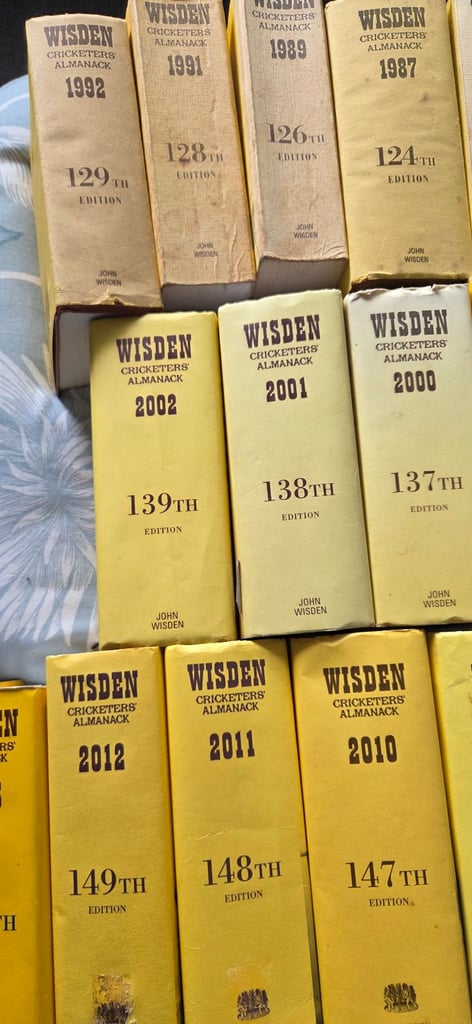 WISDEN
CRICKETERS'
ALMANACK
1992
129TH
EDITION
JOHN
WISDEN
WISDEN
CRICKETERS'
ALMANACK
1991
128TH
EDITION
JOHN
WISDEN
WISDEN
CRICKETERS'
ALMANACK
1989
126TH
EDITION
JOHN
WISDEN
WISDEN
CRICKETERS'
ALMANACK
1987
124TH
EDITION
JOHN
WISDEN
WISDEN
CRICKETERS'
ALMANACK
2002
139TH
EDITION
JOHN
WISDEN
WISDEN
CRICKETERS'
ALMANACK
2001
138TH
EDITION
JOHN
WISDEN
WISDEN
CRICKETERS'
ALMANACK
2000
137TH
EDITION
JOHN
WISDEN
WISDEN
CRICKETERS'
ALMANACK
2012
149TH
EDITION
WISDEN
CRICKETERS'
ALMANACK
2011
148TH
EDITION
WISDEN
CRICKETERS'
ALMANACK
2010
147TH
EDITION